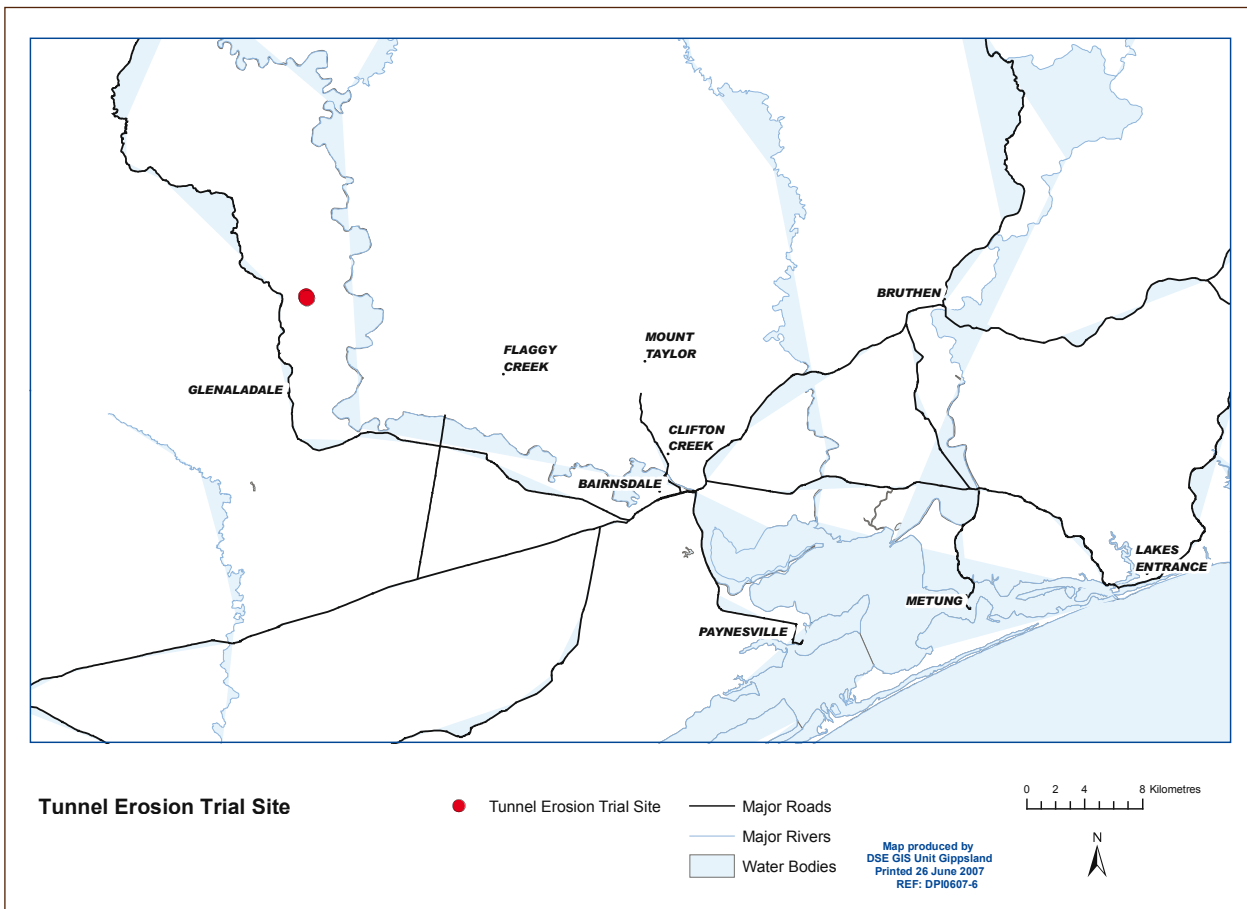 BRUTHEN
MOUNT
TAYLOR
FLAGGY
CREEK
GLENALADALE
CLIFTON
CREEK
BAIRNSDALE
LAKES
ENTRANCE
METUNG
PAYNESVILLE
Tunnel Erosion Trial Site
Tunnel Erosion Trial Site
Major Roads
Major Rivers
Water Bodies
0 2 4 8 Kilometres
N
Map produced by
DSE GIS Unit Gippsland
Printed 26 June 2007
REF: DPI0607-6